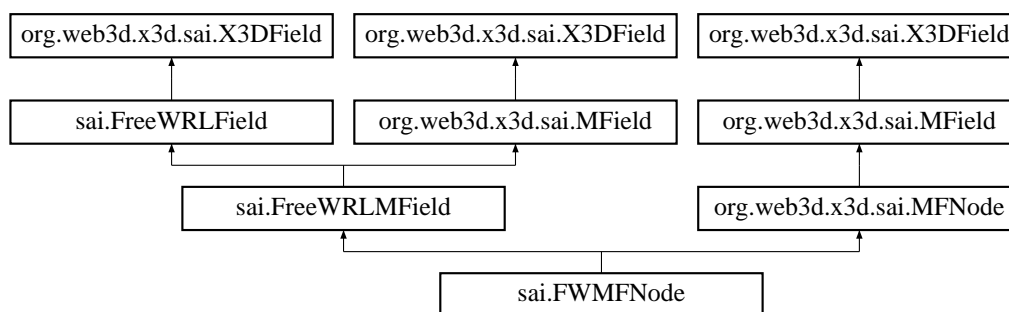 org.web3d.x3d.sai.X3DField org.web3d.x3d.sai.X3DField org.web3d.x3d.sai.X3DField
sai.FreeWRLField org.web3d.x3d.sai.MField org.web3d.x3d.sai.MField
sai.FreeWRLMField org.web3d.x3d.sai.MFNode
sai.FWMFNode